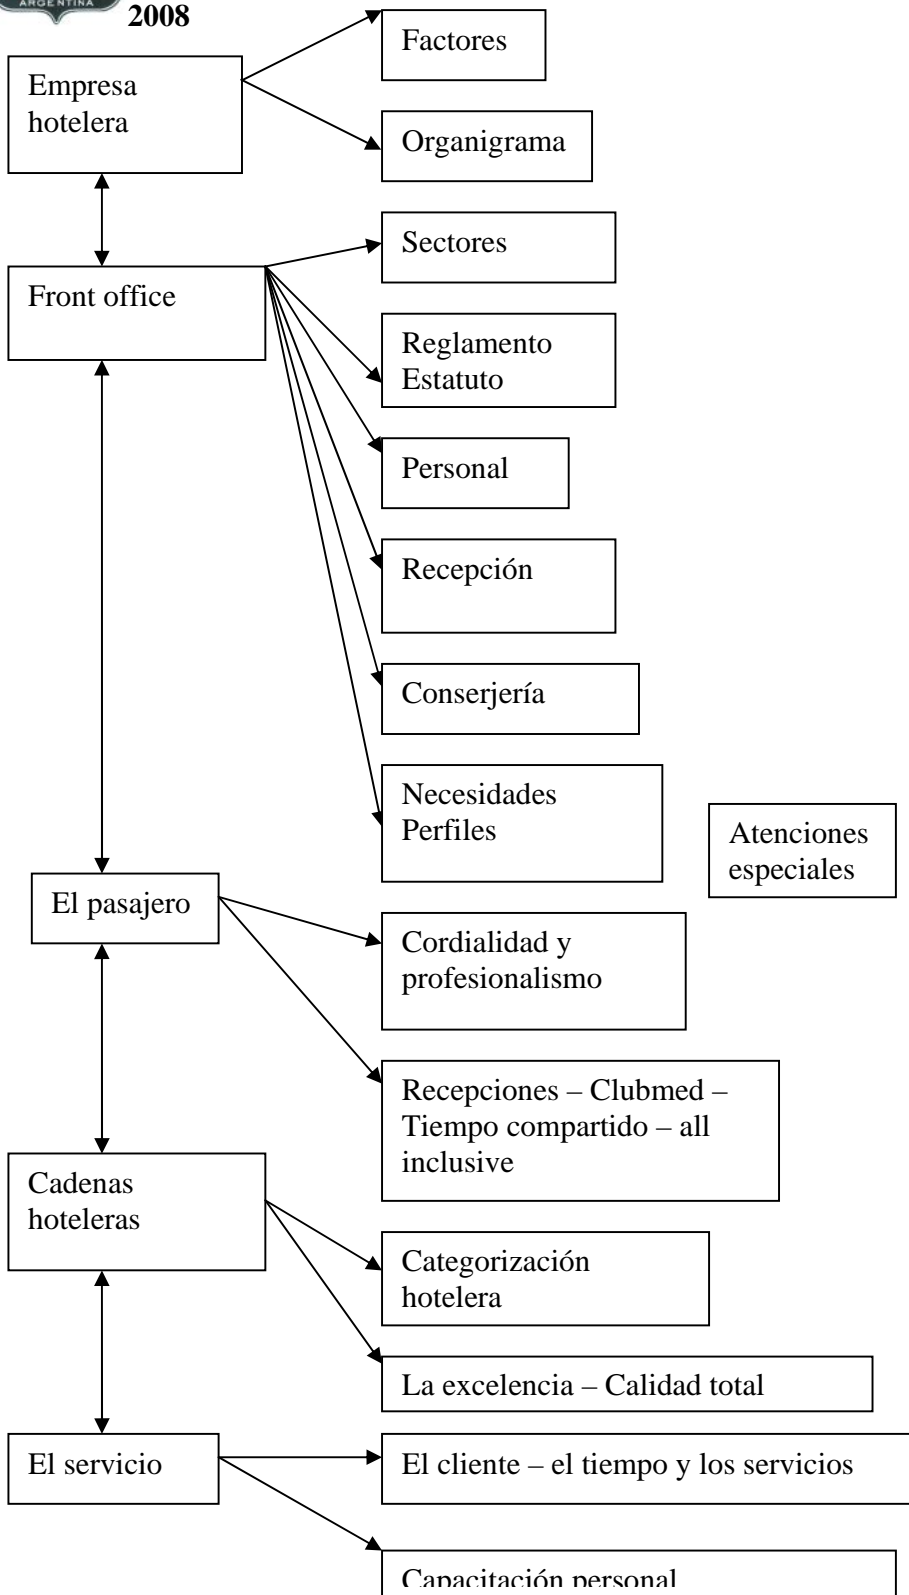 ARGENTINA
2008
Factores
Empresa
hotelera
Organigrama
Sectores
Front office
Reglamento
Estatuto
Personal
Recepción
Conserjería
Necesidades
Perfiles
Atenciones
especiales
El pasajero
Cordialidad y
profesionalismo
Recepciones – Clubmed –
Tiempo compartido – all
inclusive
Cadenas
hoteleras
Categorización
hotelera
La excelencia – Calidad total
El servicio
El cliente – el tiempo y los servicios
Capacitación personal